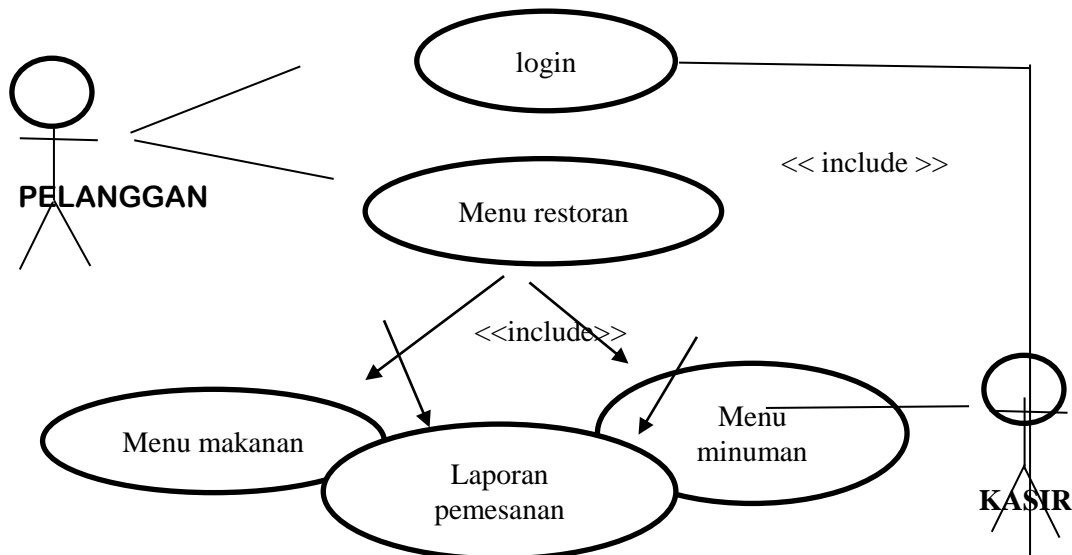 login
<< include >>
PELANGGAN
Menu restoran
<<include>>
Menu makanan
Menu
minuman
Laporan
pemesanan
KASIR